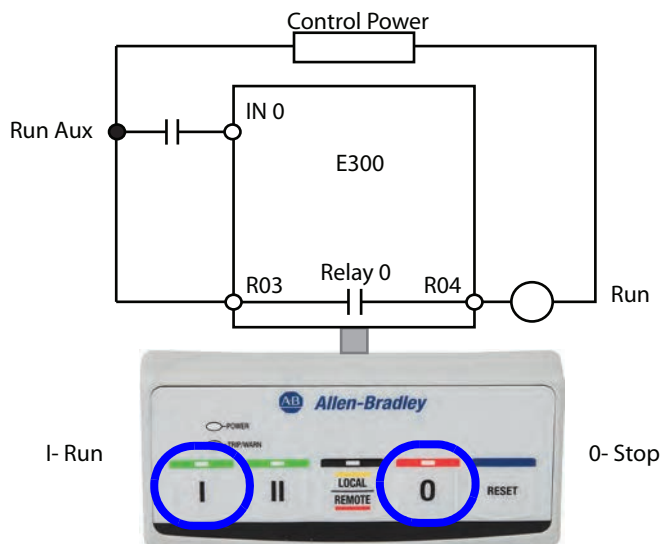 Control Power
IN 0
Run Aux
E300
Relay 0
R03
R04
Run
AB Allen-Bradley
POWER
TRIP/WARN
I- Run
0- Stop
I
II
LOCAL
REMOTE
0
RESET